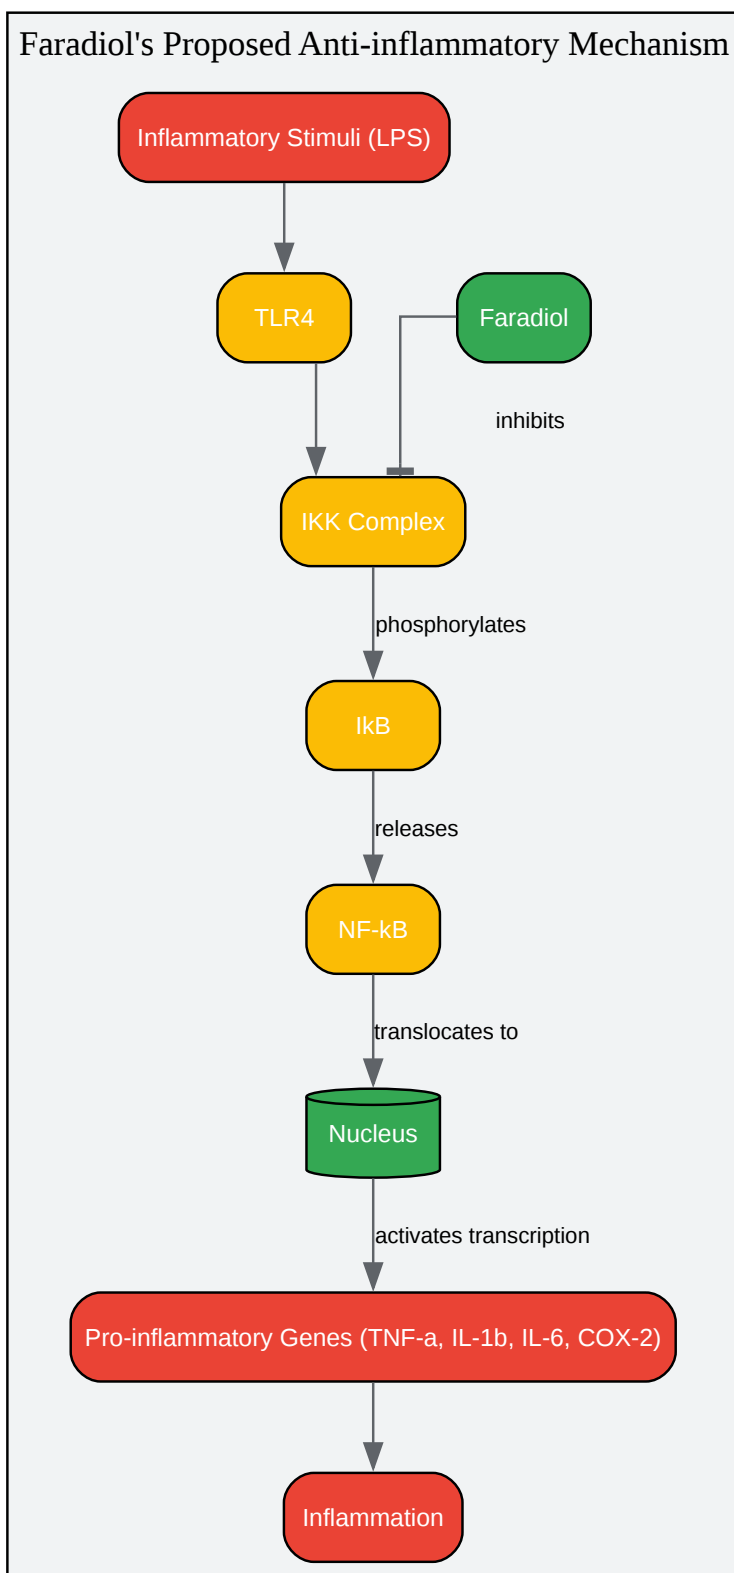 Faradiol's Proposed Anti-inflammatory Mechanism
Inflammatory Stimuli (LPS)
TLR4
Faradiol
inhibits
IKK Complex
phosphorylates
IkB
releases
NF-kB
translocates to
Nucleus
activates transcription
Pro-inflammatory Genes (TNF-a, IL-1b, IL-6, COX-2)
Inflammation